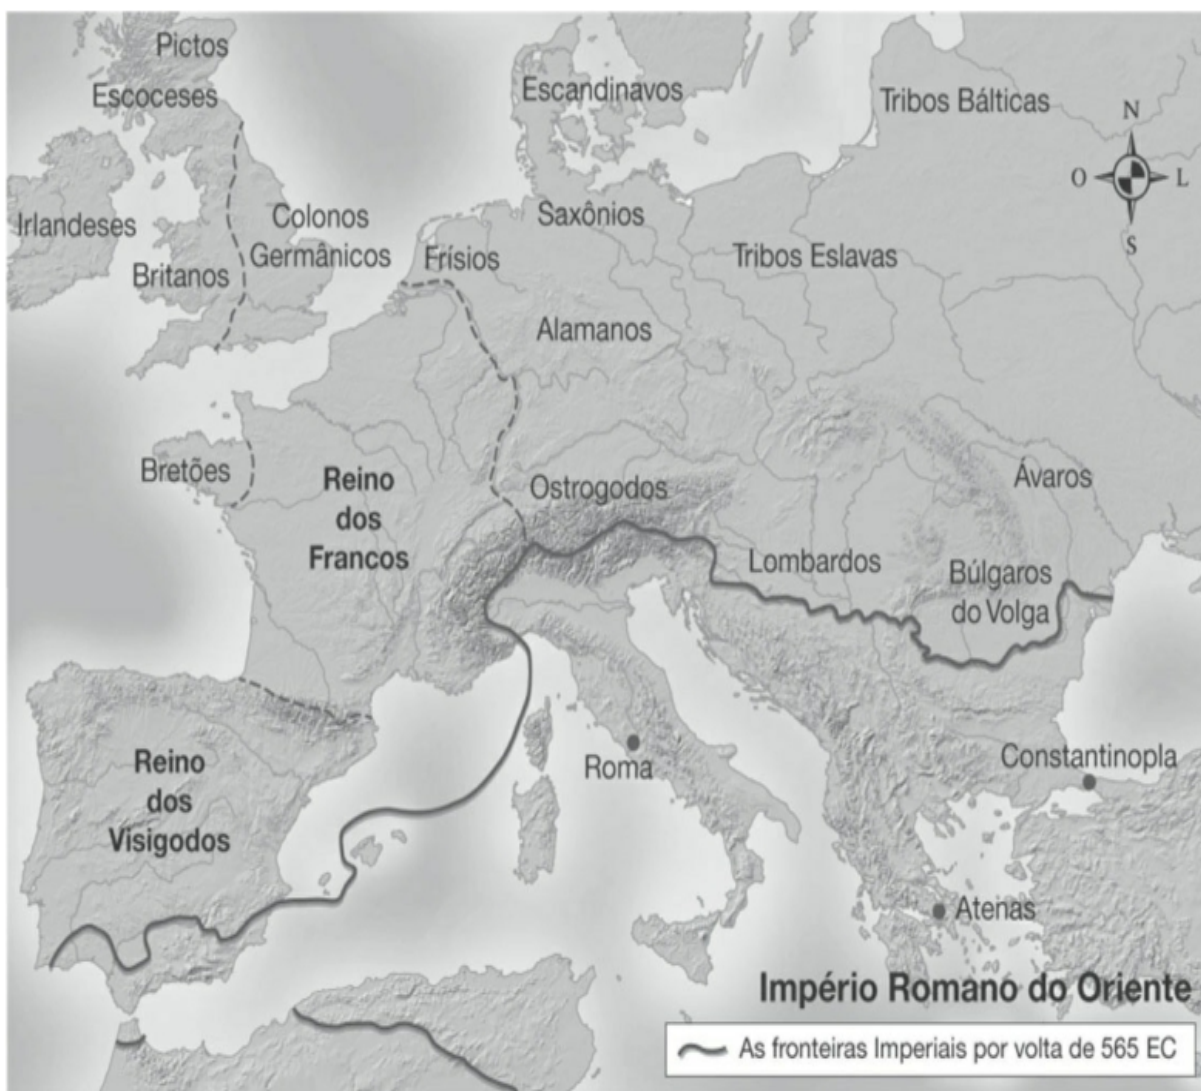 Pictos
Escoceses
Escandinavos
Tribos Bálticas
N
O
L
S
Irlandeses
Colonos
Germânicos
Britanos
Frísios
Saxônios
Tribos Eslavas
Alamanos
Bretões
Reino
dos
Francos
Ostrogodos
Ávaros
Lombardos
Búlgaros
do Volga
Reino
dos
Visigodos
Roma
Constantinopla
Atenas
Império Romano do Oriente
As fronteiras Imperiais por volta de 565 EC